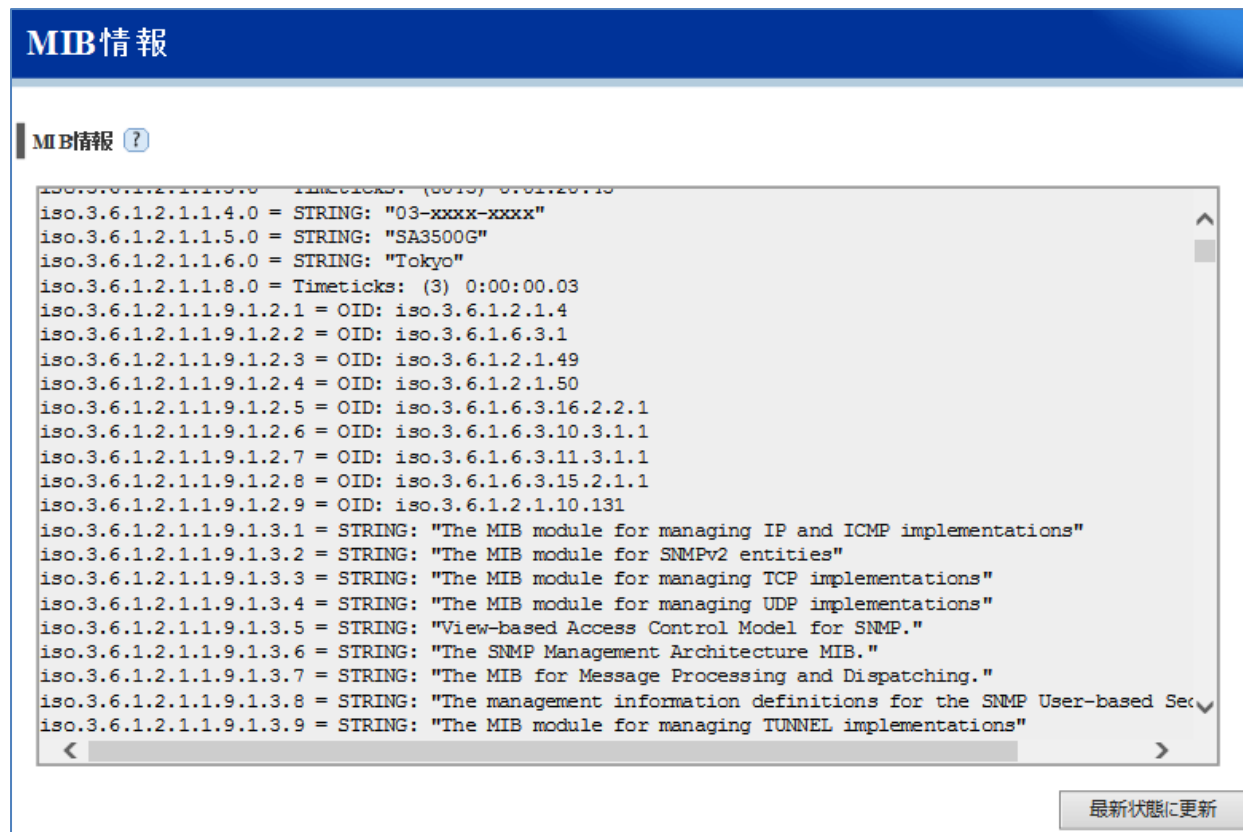 MIB情報
MIB情報 ?
iso.3.6.1.2.1.1.4.0 = STRING: "03-xxxx-xxxx"
iso.3.6.1.2.1.1.5.0 = STRING: "SA3500G"
iso.3.6.1.2.1.1.6.0 = STRING: "Tokyo"
iso.3.6.1.2.1.1.8.0 = Timeticks: (3) 0:00:00.03
iso.3.6.1.2.1.1.9.1.2.1 = OID: iso.3.6.1.2.1.4
iso.3.6.1.2.1.1.9.1.2.2 = OID: iso.3.6.1.6.3.1
iso.3.6.1.2.1.1.9.1.2.3 = OID: iso.3.6.1.2.1.49
iso.3.6.1.2.1.1.9.1.2.4 = OID: iso.3.6.1.2.1.50
iso.3.6.1.2.1.1.9.1.2.5 = OID: iso.3.6.1.6.3.16.2.2.1
iso.3.6.1.2.1.1.9.1.2.6 = OID: iso.3.6.1.6.3.10.3.1.1
iso.3.6.1.2.1.1.9.1.2.7 = OID: iso.3.6.1.6.3.11.3.1.1
iso.3.6.1.2.1.1.9.1.2.8 = OID: iso.3.6.1.6.3.15.2.1.1
iso.3.6.1.2.1.1.9.1.2.9 = OID: iso.3.6.1.2.1.10.131
iso.3.6.1.2.1.1.9.1.3.1 = STRING: "The MIB module for managing IP and ICMP implementations"
iso.3.6.1.2.1.1.9.1.3.2 = STRING: "The MIB module for SNMPv2 entities"
iso.3.6.1.2.1.1.9.1.3.3 = STRING: "The MIB module for managing TCP implementations"
iso.3.6.1.2.1.1.9.1.3.4 = STRING: "The MIB module for managing UDP implementations"
iso.3.6.1.2.1.1.9.1.3.5 = STRING: "View-based Access Control Model for SNMP."
iso.3.6.1.2.1.1.9.1.3.6 = STRING: "The SNMP Management Architecture MIB."
iso.3.6.1.2.1.1.9.1.3.7 = STRING: "The MIB for Message Processing and Dispatching."
iso.3.6.1.2.1.1.9.1.3.8 = STRING: "The management information definitions for the SNMP User-based Sec
iso.3.6.1.2.1.1.9.1.3.9 = STRING: "The MIB module for managing TUNNEL implementations"
最新状態に更新